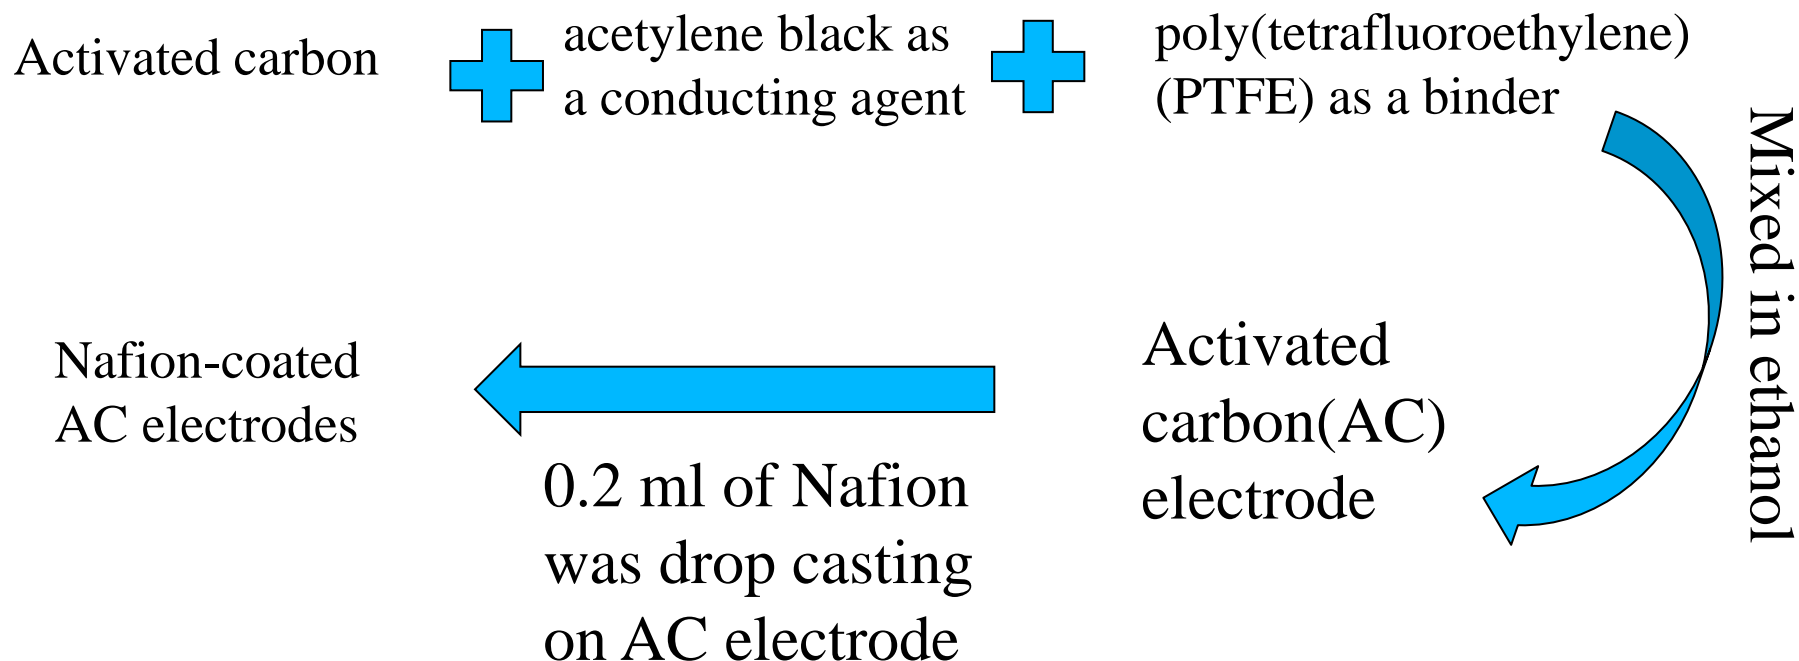 Activated carbon
acetylene black as
a conducting agent
poly(tetrafluoroethylene)
(PTFE) as a binder
Mixed in ethanol
Activated
carbon(AC)
electrode
0.2 ml of Nafion
was drop casting
on AC electrode
Nafion-coated
AC electrodes